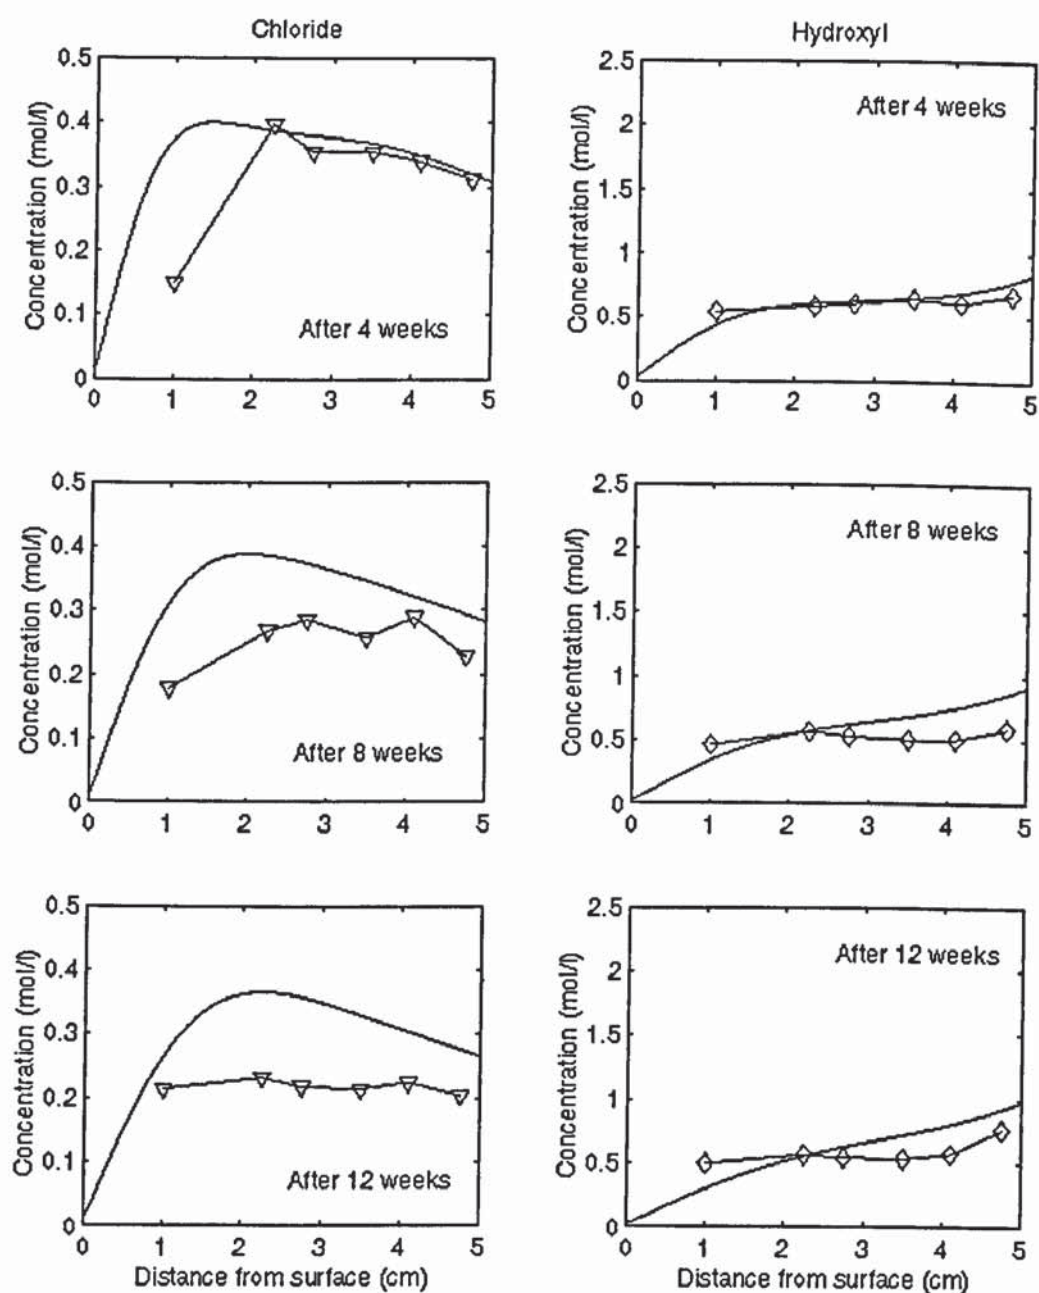 Chloride
Hydroxyl
0.5
0.4
0.3
0.2
0.1
0
Concentration (mol/l)
After 4 weeks
0 1 2 3 4 5
2.5
2
1.5
1
0.5
0
Concentration (mol/l)
After 4 weeks
0 1 2 3 4 5
0.5
0.4
0.3
0.2
0.1
0
Concentration (mol/l)
After 8 weeks
0 1 2 3 4 5
2.5
2
1.5
1
0.5
0
Concentration (mol/l)
After 8 weeks
0 1 2 3 4 5
0.5
0.4
0.3
0.2
0.1
0
Concentration (mol/l)
After 12 weeks
0 1 2 3 4 5
Distance from surface (cm)
2.5
2
1.5
1
0.5
0
Concentration (mol/l)
After 12 weeks
0 1 2 3 4 5
Distance from surface (cm)